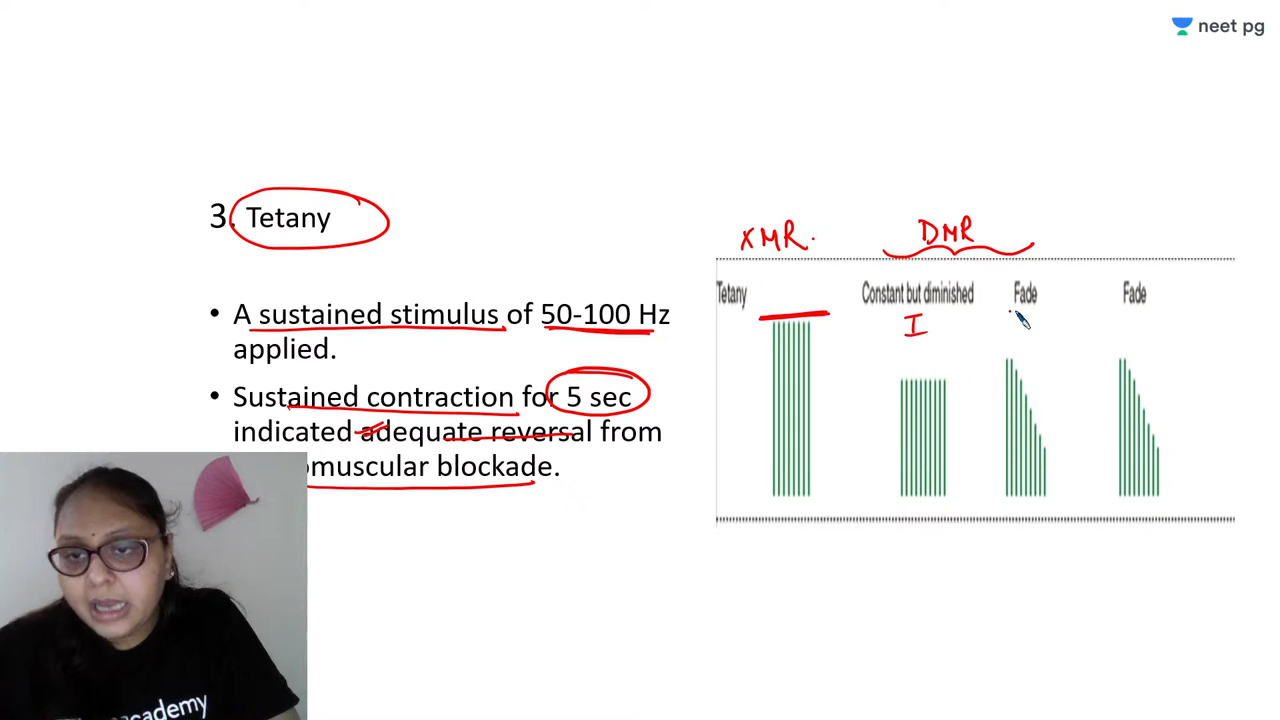 neet pg
3. Tetany
• A sustained stimulus of 50-100 Hz
applied.
• Sustained contraction for 5 sec
indicated adequate reversal from
omuscular blockade.
XMR.
DMR
Tetany
Constant but diminished
Fade
Fade
I
academy